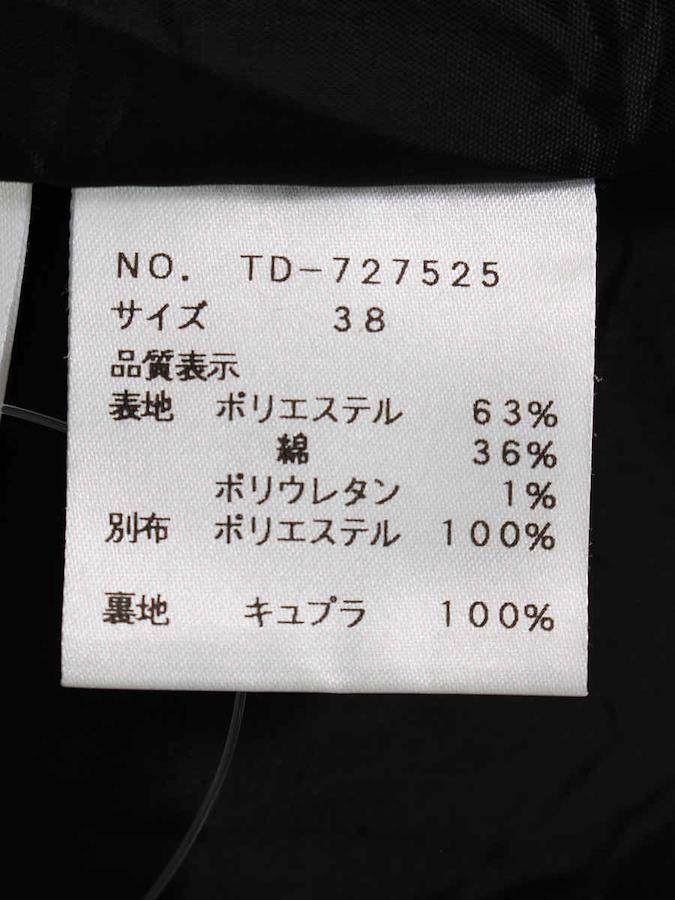 NO. TD-727525
サイズ 38
品質表示
表地 ポリエステル 63%
綿 36%
ポリウレタン 1%
別布 ポリエステル 100%
裏地 キュプラ 100%